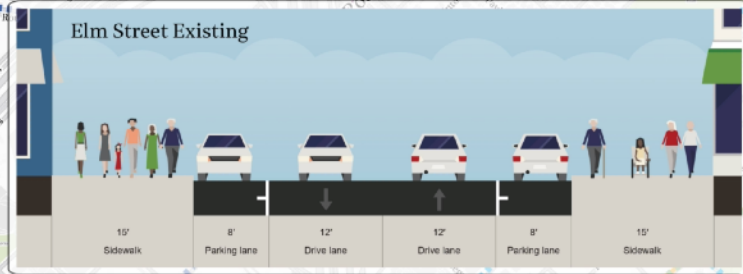 Elm Street Existing
15' 8' 12' 12' 8' 15'
Sidewalk Parking lane Drive lane Drive lane Parking lane Sidewalk